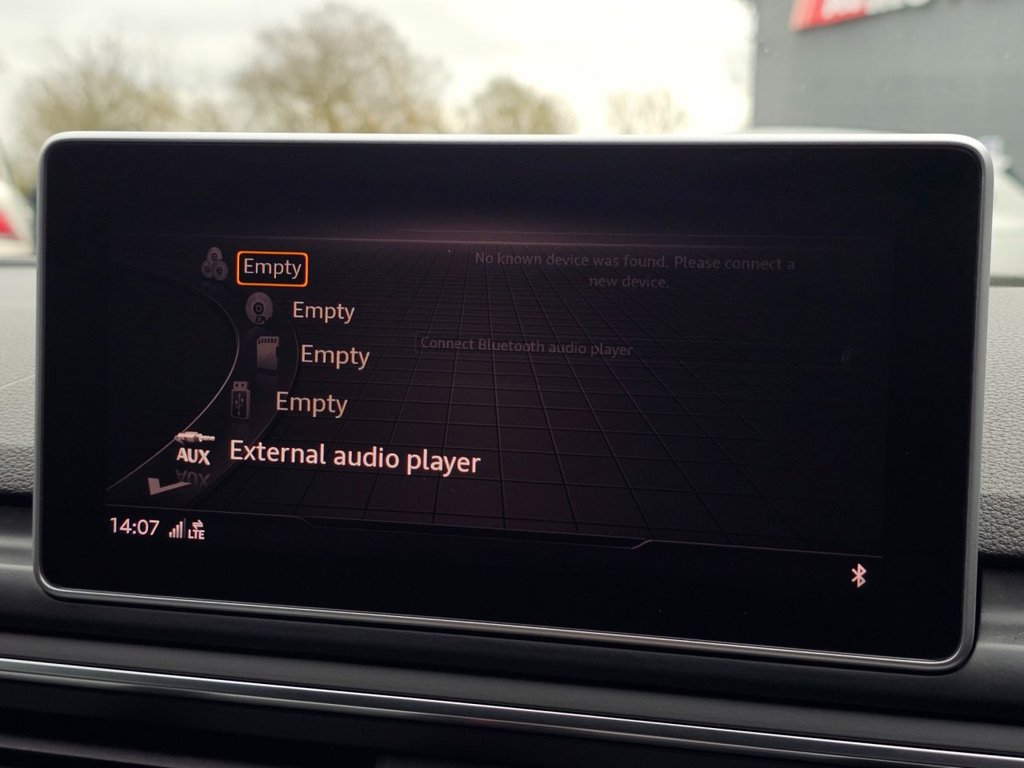 Empty
No known device was found. Please connect a
new device.
Empty
Empty
Connect Bluetooth audio player
Empty
AUX
External audio player
14:07
LTE